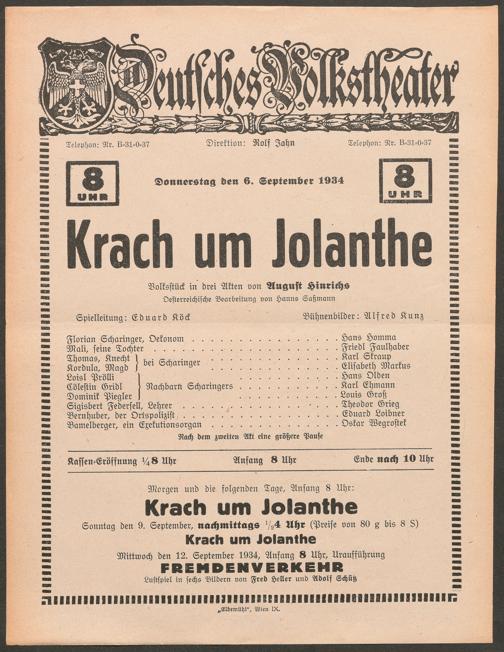 Deutsches Volkstheater
Telephon: Nr. B-31-0-37 Direktion: Rolf Jahn Telephon: Nr. B-31-0-37
8 UHR Donnerstag den 6. September 1934 8 UHR
Krach um Jolanthe
Volksstück in drei Akten von August Hinrichs
Oesterreichische Bearbeitung von Hanns Saßmann
Spielleitung: Eduard Köck Bühnenbilder: Alfred Kunz
Florian Scharinger, Oekonom . . . Hans Homma
Mali, seine Tochter . . . Friedl Faulhaber
Thomas, Knecht } bei Scharinger . . . Karl Skraup
Kordula, Magd . . . Elisabeth Markus
Loisl Prölli } Nachbarn Scharingers . . . Hans Olden
Cölestin Gridl . . . Karl Ehmann
Dominik Piegler . . . Louis Groß
Sigisbert Federsell, Lehrer . . . Theodor Grieg
Bernhuber, der Ortspolizist . . . Eduard Loibner
Bamelberger, ein Exekutionsorgan . . . Oskar Wegrostek
Nach dem zweiten Akt eine größere Pause
Kassen-Eröffnung ¼8 Uhr Anfang 8 Uhr Ende nach 10 Uhr
Morgen und die folgenden Tage, Anfang 8 Uhr:
Krach um Jolanthe
Sonntag den 9. September, nachmittags ½4 Uhr (Preise von 80 g bis 8 S)
Krach um Jolanthe
Mittwoch den 12. September 1934, Anfang 8 Uhr, Uraufführung
FREMDENVERKEHR
Lustspiel in sechs Bildern von Fred Heller und Adolf Schütz
„Elbemühl“, Wien IX.